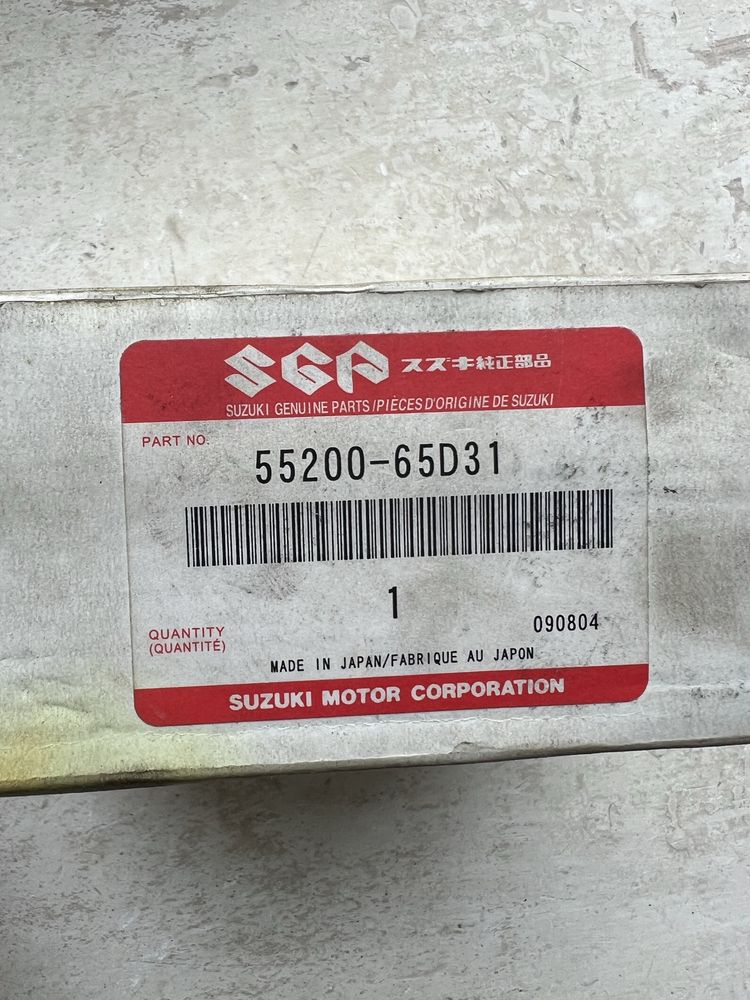 SGP スズキ純正部品
SUZUKI GENUINE PARTS/PIÈCES D'ORIGINE DE SUZUKI
PART NO.
55200-65D31
1
QUANTITY
(QUANTITÉ)
090804
MADE IN JAPAN/FABRIQUE AU JAPON
SUZUKI MOTOR CORPORATION